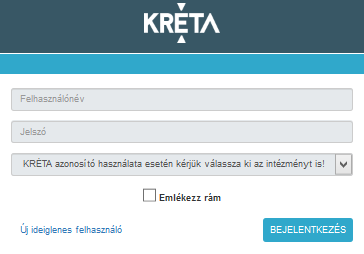 KRÉTA
Felhasználónév
Jelszó
KRÉTA azonosító használata esetén kérjük válassza ki az intézményt is!
Emlékezz rám
Új ideiglenes felhasználó
BEJELENTKEZÉS